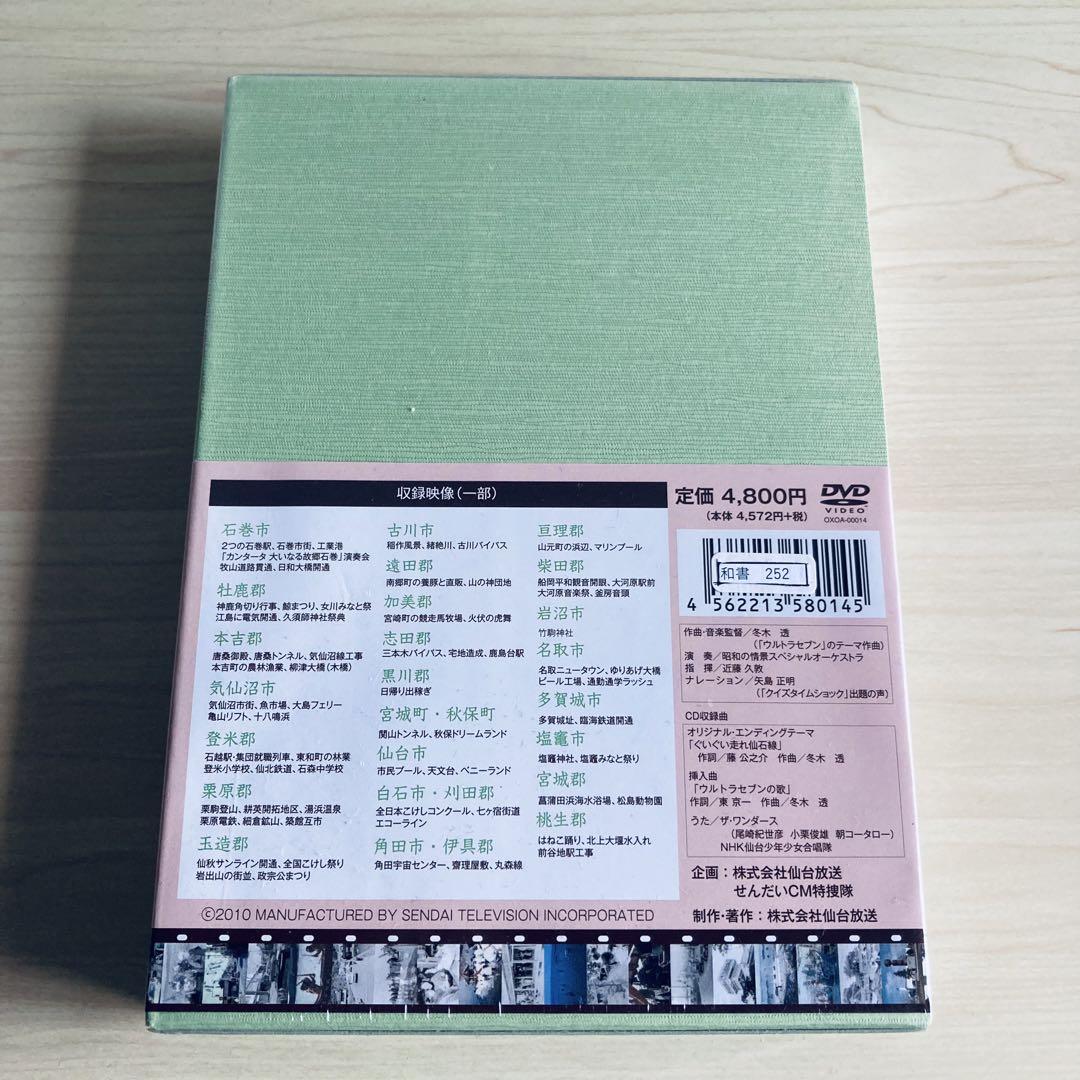 収録映像(一部)
石巻市
2つの石巻駅、石巻市街、工業港
「カンタータ 大いなる故郷石巻」演奏会
牧山道路貫通、日和大橋開通
牡鹿郡
神鹿角切り行事、鯨まつり、女川みなと祭
江島に電気開通、久須師神社祭典
本吉郡
唐桑御殿、唐桑トンネル、気仙沼線工事
本吉町の農林漁業、柳津大橋(木橋)
気仙沼市
気仙沼市街、魚市場、大島フェリー
亀山リフト、十八鳴浜
登米郡
石越駅・集団就職列車、東和町の林業
登米小学校、仙北鉄道、石森中学校
栗原郡
栗駒登山、耕英開拓地区、湯浜温泉
栗原電鉄、細倉鉱山、築館互市
玉造郡
仙秋サンライン開通、全国こけし祭り
岩出山の街並、政宗公まつり
古川市
稲作風景、緒絶川、古川バイパス
遠田郡
南郷町の養豚と直販、山の神団地
加美郡
宮崎町の競走馬牧場、火伏の虎舞
志田郡
三本木バイパス、宅地造成、鹿島台駅
黒川郡
日帰り出稼ぎ
宮城町・秋保町
関山トンネル、秋保ドリームランド
仙台市
市民プール、天文台、ベニーランド
白石市・刈田郡
全日本こけしコンクール、七ヶ宿街道
エコーライン
角田市・伊具郡
角田宇宙センター、齋理屋敷、丸森線
亘理郡
山元町の浜辺、マリンプール
柴田郡
船岡平和観音開眼、大河原駅前
大河原音楽祭、釜房音頭
岩沼市
竹駒神社
名取市
名取ニュータウン、ゆりあげ大橋
ビール工場、通勤通学ラッシュ
多賀城市
多賀城址、臨海鉄道開通
塩竈市
塩竈神社、塩竈みなと祭り
宮城郡
菖蒲田浜海水浴場、松島動物園
桃生郡
はねこ踊り、北上大堰水入れ
前谷地駅工事
定価 4,800円
(本体 4,572円+税)
DVD
VIDEO
OXOA-00014
和書 252
4 562213 580145
作曲・音楽監督／冬木 透
(「ウルトラセブン」のテーマ作曲)
演 奏／昭和の情景スペシャルオーケストラ
指 揮／近藤 久敦
ナレーション／矢島 正明
(「クイズタイムショック」出題の声)
CD収録曲
オリジナル・エンディングテーマ
「ぐいぐい走れ仙石線」
作詞／藤 公之介 作曲／冬木 透
挿入曲
「ウルトラセブンの歌」
作詞／東 京一 作曲／冬木 透
うた／ザ・ワンダース
(尾崎紀世彦 小栗俊雄 朝コータロー)
NHK仙台少年少女合唱隊
企画：株式会社仙台放送
せんだいCM特捜隊
制作・著作：株式会社仙台放送
©2010 MANUFACTURED BY SENDAI TELEVISION INCORPORATED